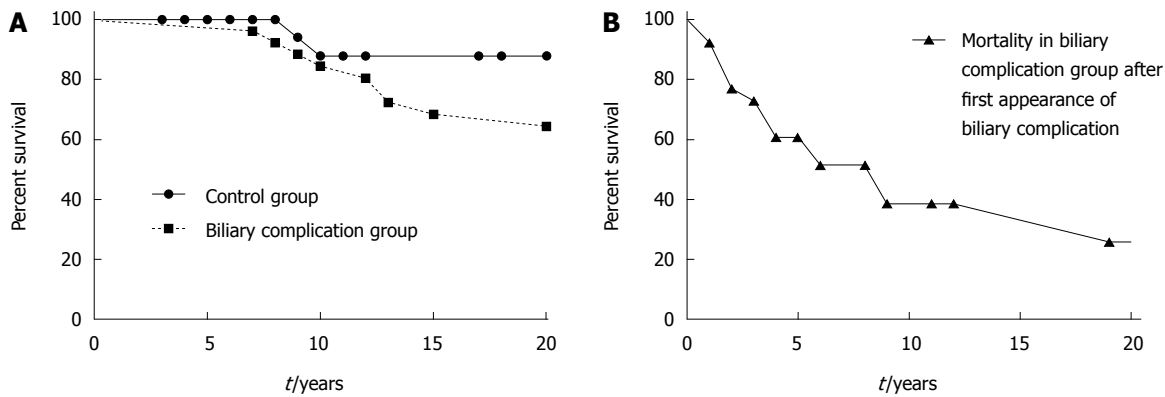 A
Percent survival
100
80
60
40
20
0
Control group
Biliary complication group
0 5 10 15 20
t/years
B
Percent survival
100
80
60
40
20
0
Mortality in biliary
complication group after
first appearance of
biliary complication
0 5 10 15 20
t/years